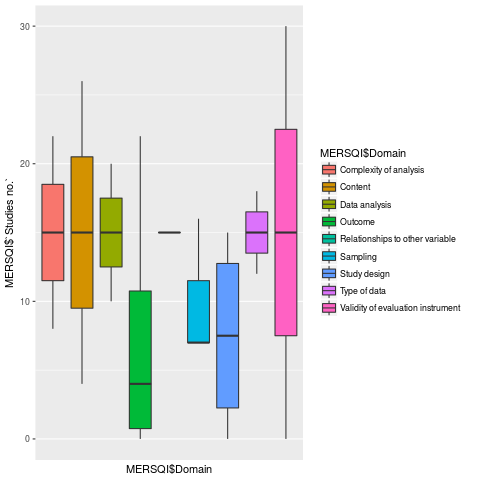 30
20
10
0
MERSQI$`Studies no.`
MERSQI$Domain
MERSQI$Domain
Complexity of analysis
Content
Data analysis
Outcome
Relationships to other variable
Sampling
Study design
Type of data
Validity of evaluation instrument